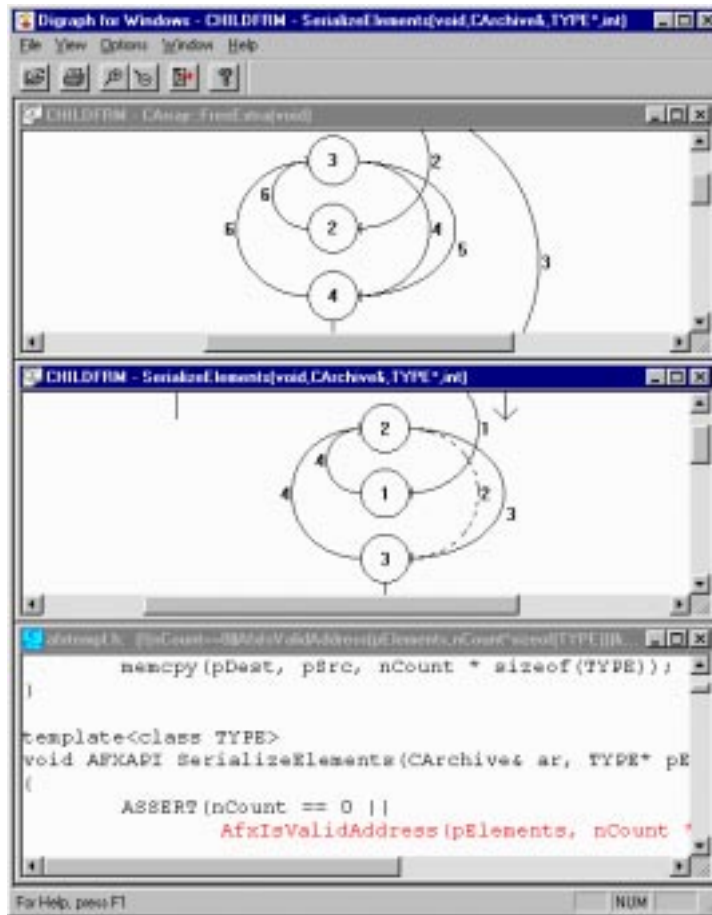 Digraph for Windows - CHILDFRM - SerializeElements(void,CArchive&,TYPE*,int)
File View Options Window Help
CHILDFRM - CArray::FreeExtra(void)
3
2
6
2
6
4
5
3
4
CHILDFRM - SerializeElements(void,CArchive&,TYPE*,int)
2
1
4
4
1
2
3
3
afxtempl.h:
memcpy(pDest, pSrc, nCount * sizeof(TYPE));
}
template<class TYPE>
void AFXAPI SerializeElements(CArchive& ar, TYPE* pE
{
ASSERT(nCount == 0 ||
AfxIsValidAddress(pElements, nCount *
For Help, press F1
NUM